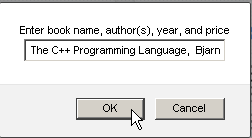 Enter book name, author(s), year, and price
The C++ Programming Language, Bjarn
OK
Cancel